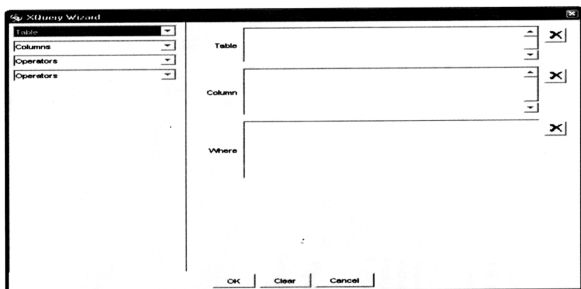 XQuery Wizard
Table
Columns
Operators
Operators
Table
Column
Where
OK
Clear
Cancel